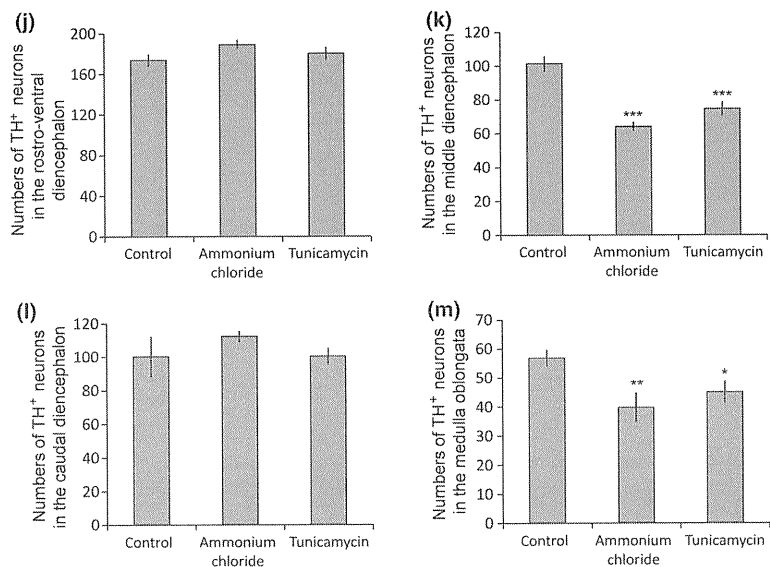 (j)
Numbers of TH+ neurons
in the rostro-ventral
diencephalon
200
160
120
80
40
0
Control
Ammonium
chloride
Tunicamycin
(k)
Numbers of TH+ neurons
in the middle diencephalon
120
100
80
60
40
20
0
***
***
Control
Ammonium
chloride
Tunicamycin
(l)
Numbers of TH+ neurons
in the caudal diencephalon
120
100
80
60
40
20
0
Control
Ammonium
chloride
Tunicamycin
(m)
Numbers of TH+ neurons
in the medulla oblongata
70
60
50
40
30
20
10
0
**
*
Control
Ammonium
chloride
Tunicamycin